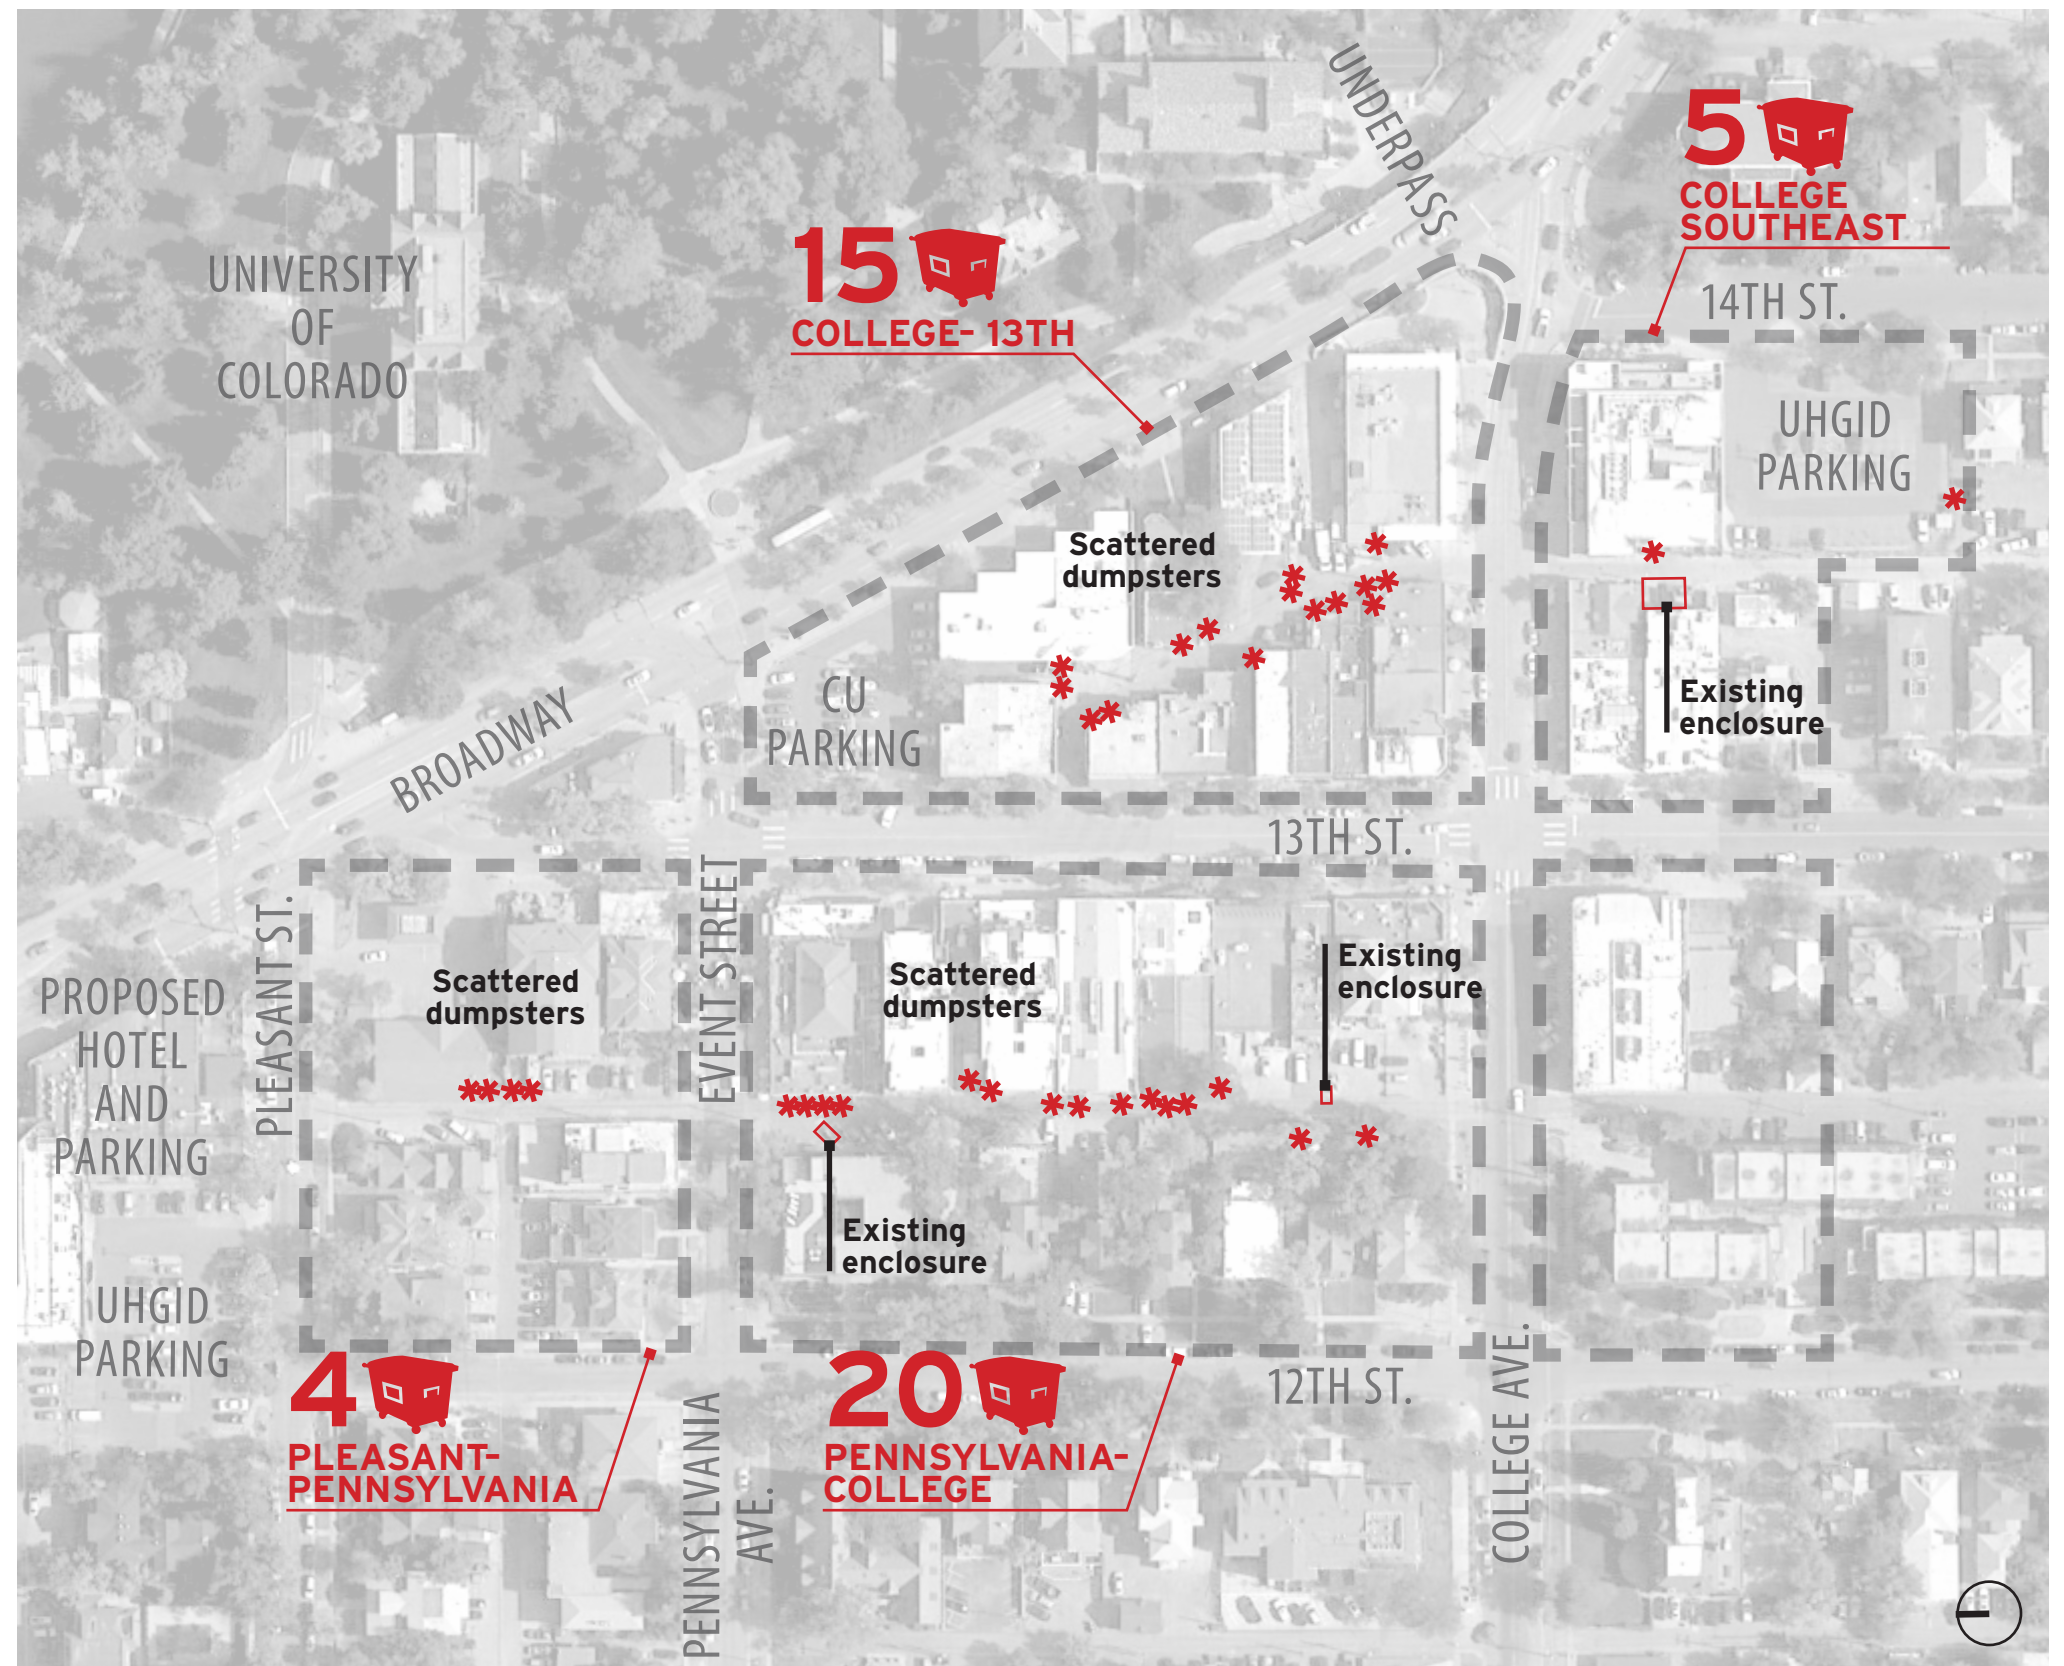 UNDERPASS
5
COLLEGE
SOUTHEAST
14TH ST.
15
COLLEGE- 13TH
UNIVERSITY
OF
COLORADO
UHGID
PARKING
Scattered
dumpsters
Existing
enclosure
CU
PARKING
BROADWAY
13TH ST.
PLEASANT ST.
EVENT STREET
Scattered
dumpsters
Scattered
dumpsters
Existing
enclosure
PROPOSED
HOTEL
AND
PARKING
Existing
enclosure
UHGID
PARKING
4
PLEASANT-
PENNSYLVANIA
20
PENNSYLVANIA-
COLLEGE
12TH ST.
PENNSYLVANIA
AVE.
COLLEGE AVE.